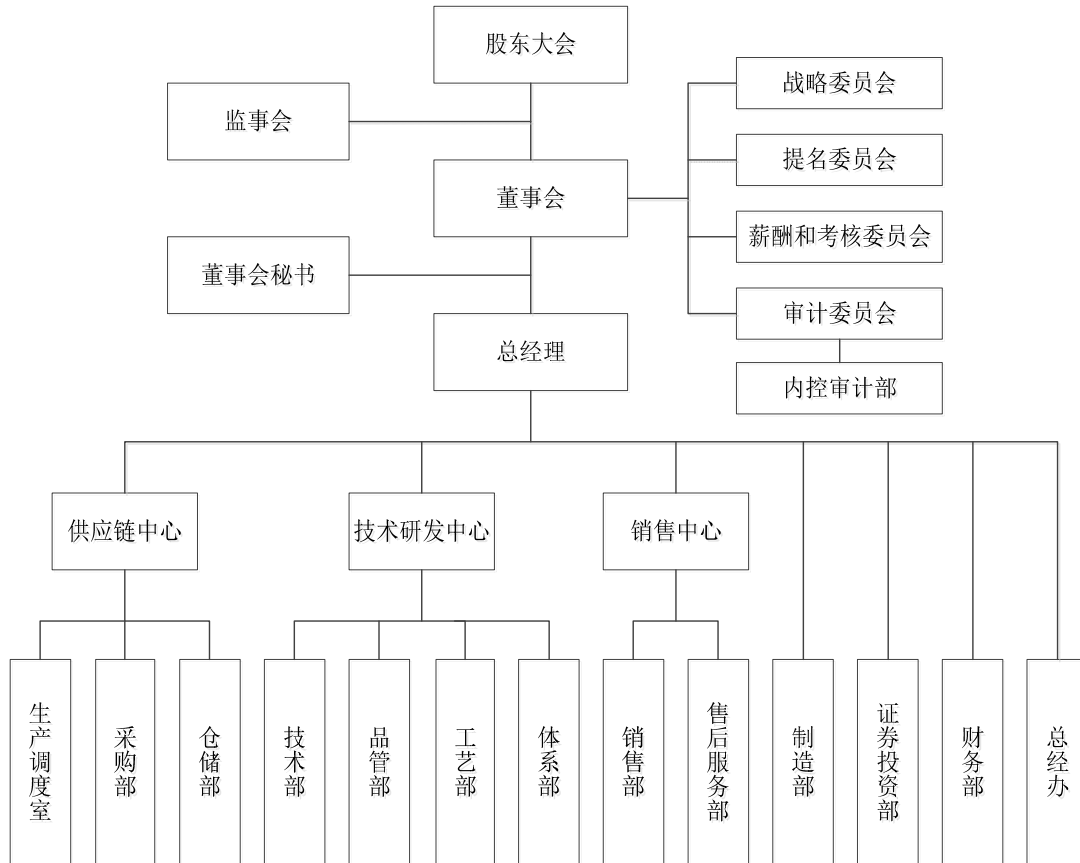 股东大会
监事会
战略委员会
提名委员会
董事会
薪酬和考核委员会
董事会秘书
审计委员会
总经理
内控审计部
供应链中心
技术研发中心
销售中心
生产调度室
采购部
仓储部
技术部
品管部
工艺部
体系部
销售部
售后服务部
制造部
证券投资部
财务部
总经办